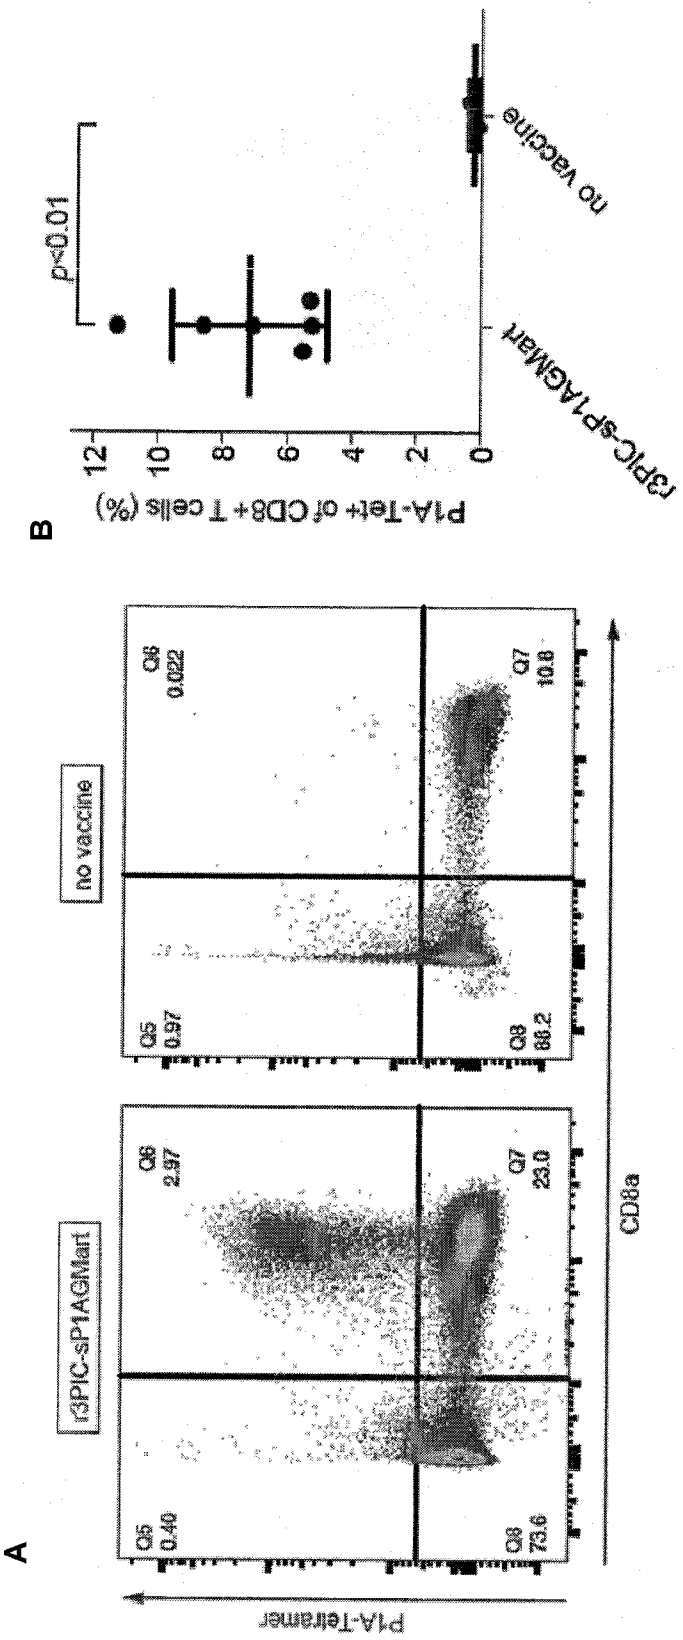 A
r3PIC-sP1AGMart
no vaccine
P1A-Tetramer
Q5
0.40
Q6
2.97
Q8
73.6
Q7
23.0
Q5
0.97
Q6
0.022
Q8
88.2
Q7
10.8
CD8a
B
p<0.01
P1A-Tet+ of CD8+ T cells (%)
12
10
8
6
4
2
0
r3PIC-sP1AGMart
no vaccine